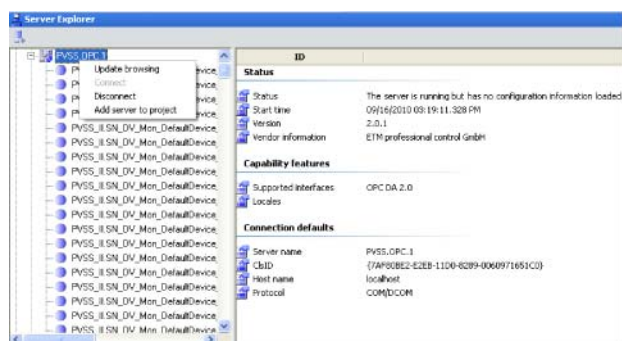 Server Explorer
PVSS.OPC.1
Update browsing
Connect
Disconnect
Add server to project
PVSS_II.SN_DV_Mon_DefaultDevice,
PVSS_II.SN_DV_Mon_DefaultDevice,
PVSS_II.SN_DV_Mon_DefaultDevice,
PVSS_II.SN_DV_Mon_DefaultDevice,
PVSS_II.SN_DV_Mon_DefaultDevice,
PVSS_II.SN_DV_Mon_DefaultDevice,
PVSS_II.SN_DV_Mon_DefaultDevice,
PVSS_II.SN_DV_Mon_DefaultDevice,
PVSS_II.SN_DV_Mon_DefaultDevice,
PVSS_II.SN_DV_Mon_DefaultDevice,
PVSS_II.SN_DV_Mon_DefaultDevice,
PVSS_II.SN_DV_Mon_DefaultDevice,
PVSS_II.SN_DV_Mon_DefaultDevice,
PVSS_II.SN_DV_Mon_DefaultDevice
ID
Status
Status The server is running but has no configuration information loaded
Start time 09/16/2010 03:19:11.328 PM
Version 2.0.1
Vendor information ETM professional control GmbH
Capability features
Supported interfaces OPC DA 2.0
Locales
Connection defaults
Server name PVSS.OPC.1
ClsID {7AF80BE2-E2EB-11D0-8289-0060971651C0}
Host name localhost
Protocol COM/DCOM